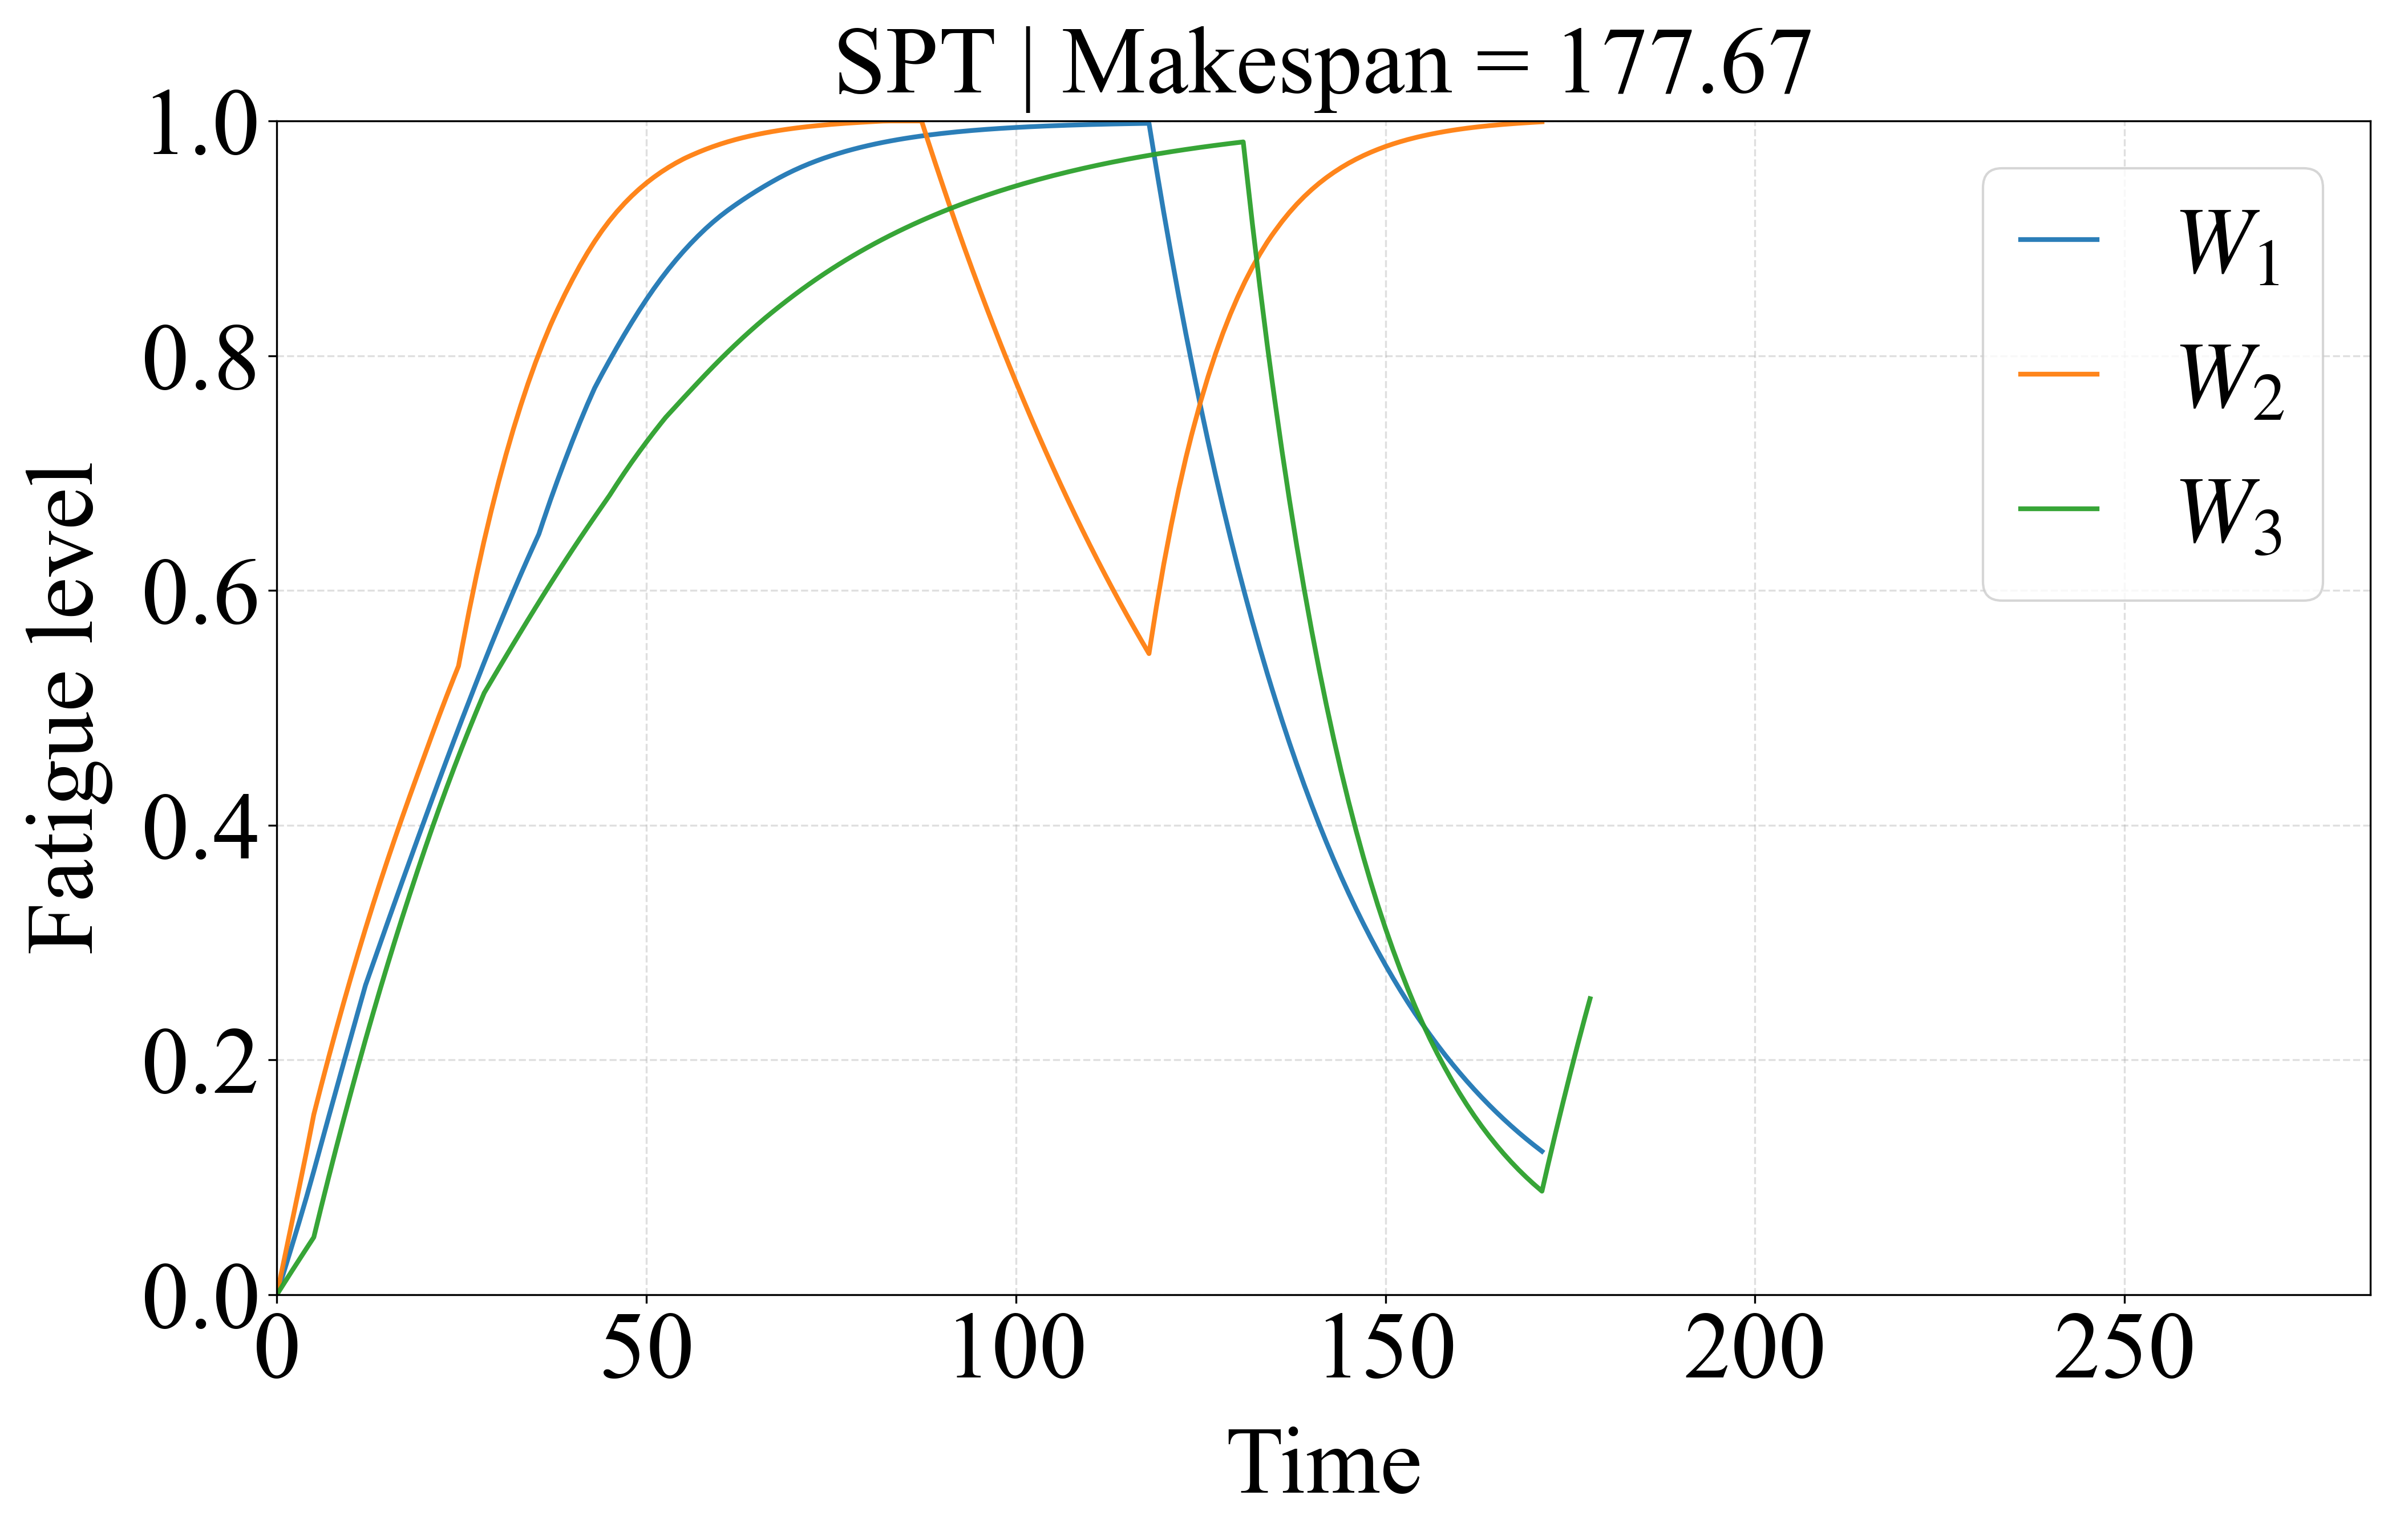 SPT | Makespan = 177.67
Fatigue level
1.0
0.8
0.6
0.4
0.2
0.0
0 50 100 150 200 250
Time
W₁
W₂
W₃